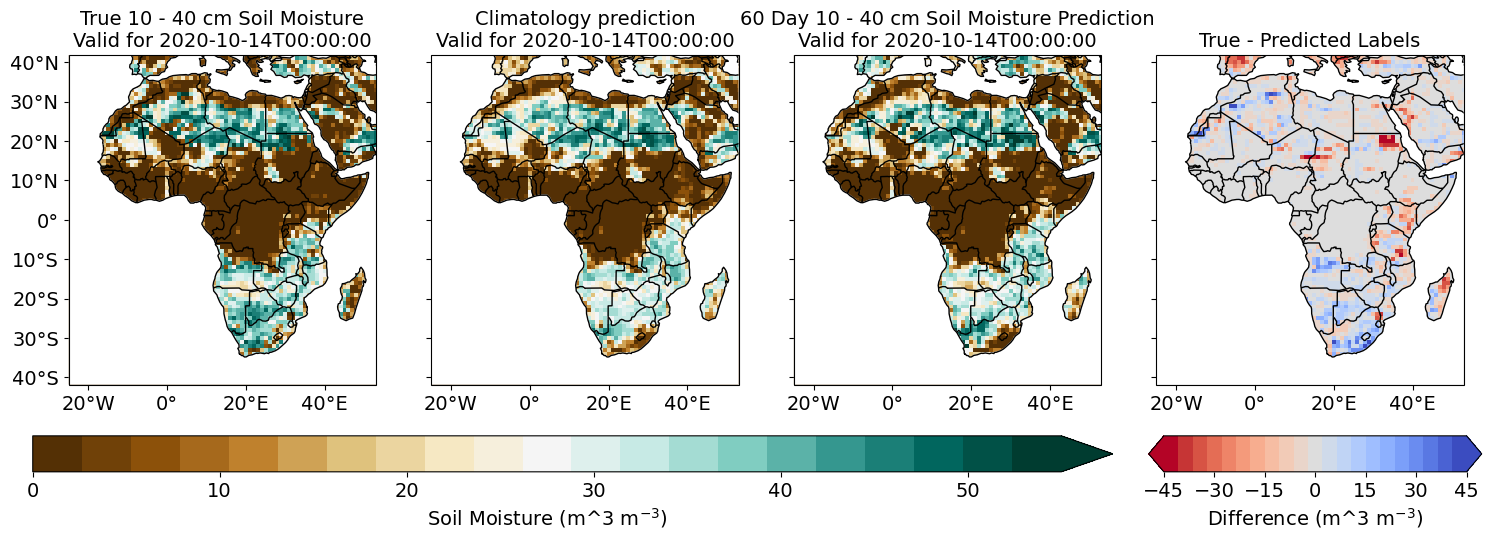 True 10 - 40 cm Soil Moisture
Valid for 2020-10-14T00:00:00
Climatology prediction
Valid for 2020-10-14T00:00:00
60 Day 10 - 40 cm Soil Moisture Prediction
Valid for 2020-10-14T00:00:00
True - Predicted Labels
40°N
30°N
20°N
10°N
0°
10°S
20°S
30°S
40°S
20°W 0° 20°E 40°E
20°W 0° 20°E 40°E
20°W 0° 20°E 40°E
20°W 0° 20°E 40°E
0 10 20 30 40 50
Soil Moisture (m^3 m⁻³)
−45 −30 −15 0 15 30 45
Difference (m^3 m⁻³)